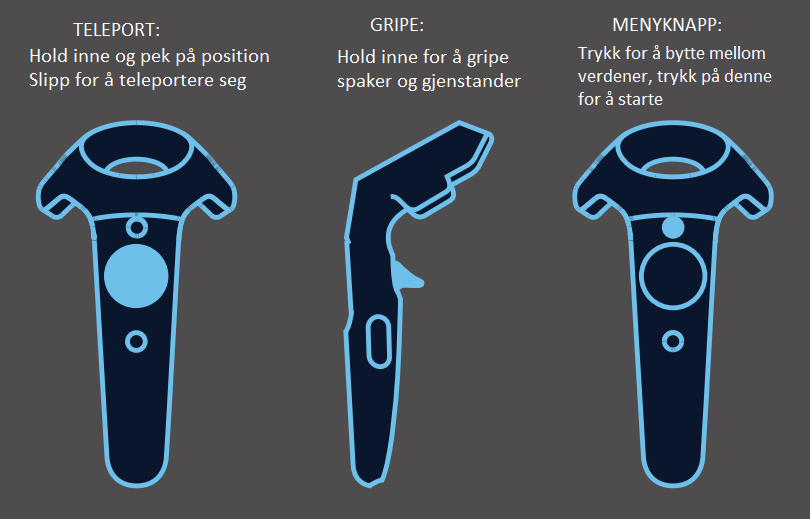 TELEPORT:
Hold inne og pek på position
Slipp for å teleportere seg
GRIPE:
Hold inne for å gripe
spaker og gjenstander
MENYKNAPP:
Trykk for å bytte mellom
verdener, trykk på denne
for å starte